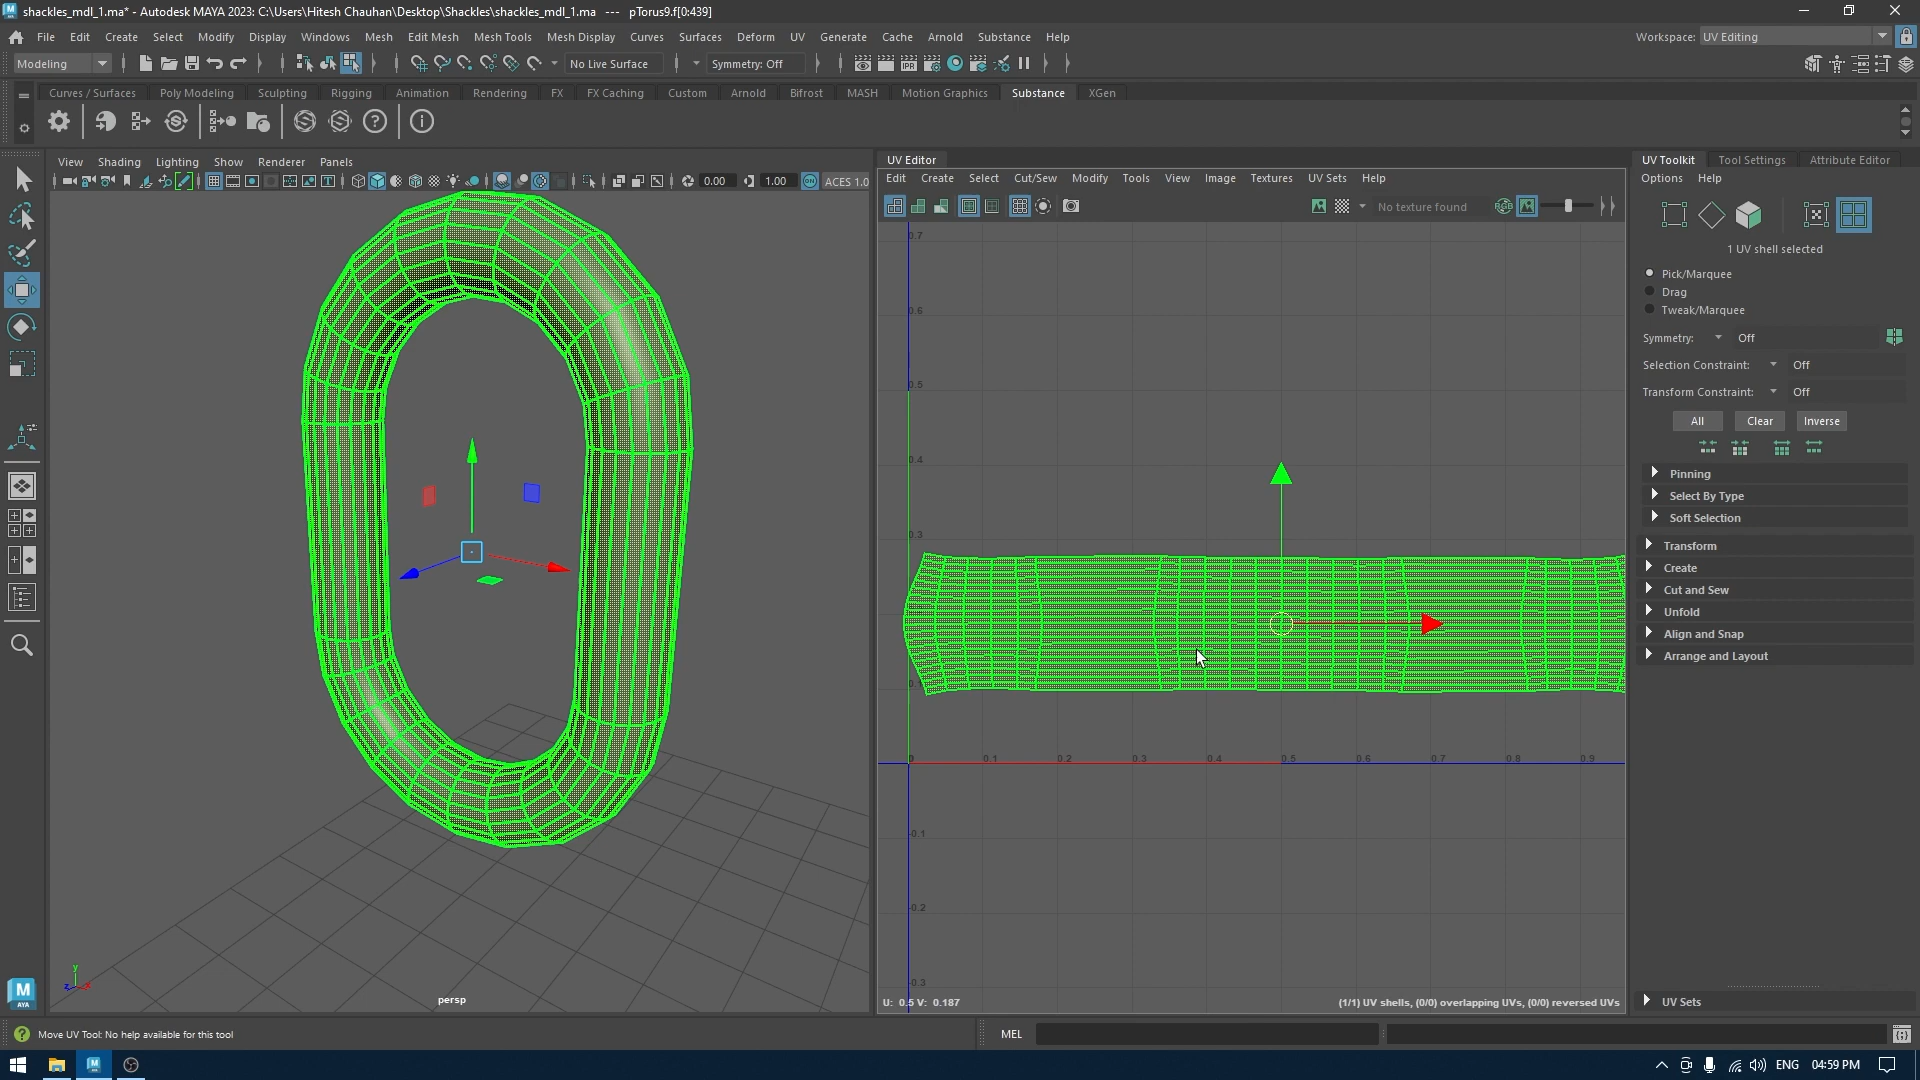 shackles_mdl_1.ma* - Autodesk MAYA 2023: C:\Users\Hitesh Chauhan\Desktop\Shackles\shackles_mdl_1.ma --- pTorus9.f[0:439]
File Edit Create Select Modify Display Windows Mesh Edit Mesh Mesh Tools Mesh Display Curves Surfaces Deform UV Generate Cache Arnold Substance Help
Workspace: UV Editing
Modeling
No Live Surface
Symmetry: Off
IPR
Curves / Surfaces Poly Modeling Sculpting Rigging Animation Rendering FX FX Caching Custom Arnold Bifrost MASH Motion Graphics Substance XGen
View Shading Lighting Show Renderer Panels
0.00
1.00
ON
ACES 1.0
persp
UV Editor
Edit Create Select Cut/Sew Modify Polygons Tools View Image Textures UV Sets Help
No texture found
RGB
0.7
0.6
0.5
0.4
0.3
0.1
0 0.1 0.2 0.3 0.4 0.5 0.6 0.7 0.8 0.9
-0.1
-0.2
-0.3
U: 0.5 V: 0.187
(1/1) UV shells, (0/0) overlapping UVs, (0/0) reversed UVs
UV Toolkit Tool Settings Attribute Editor
Options Help
1 UV shell selected
Pick/Marquee
Drag
Tweak/Marquee
Symmetry: Off
Selection Constraint: Off
Transform Constraint: Off
All Clear Inverse
Pinning
Select By Type
Soft Selection
Transform
Create
Cut and Sew
Unfold
Align and Snap
Arrange and Layout
UV Sets
M
AYA
Move UV Tool: No help available for this tool
MEL
ENG 04:59 PM